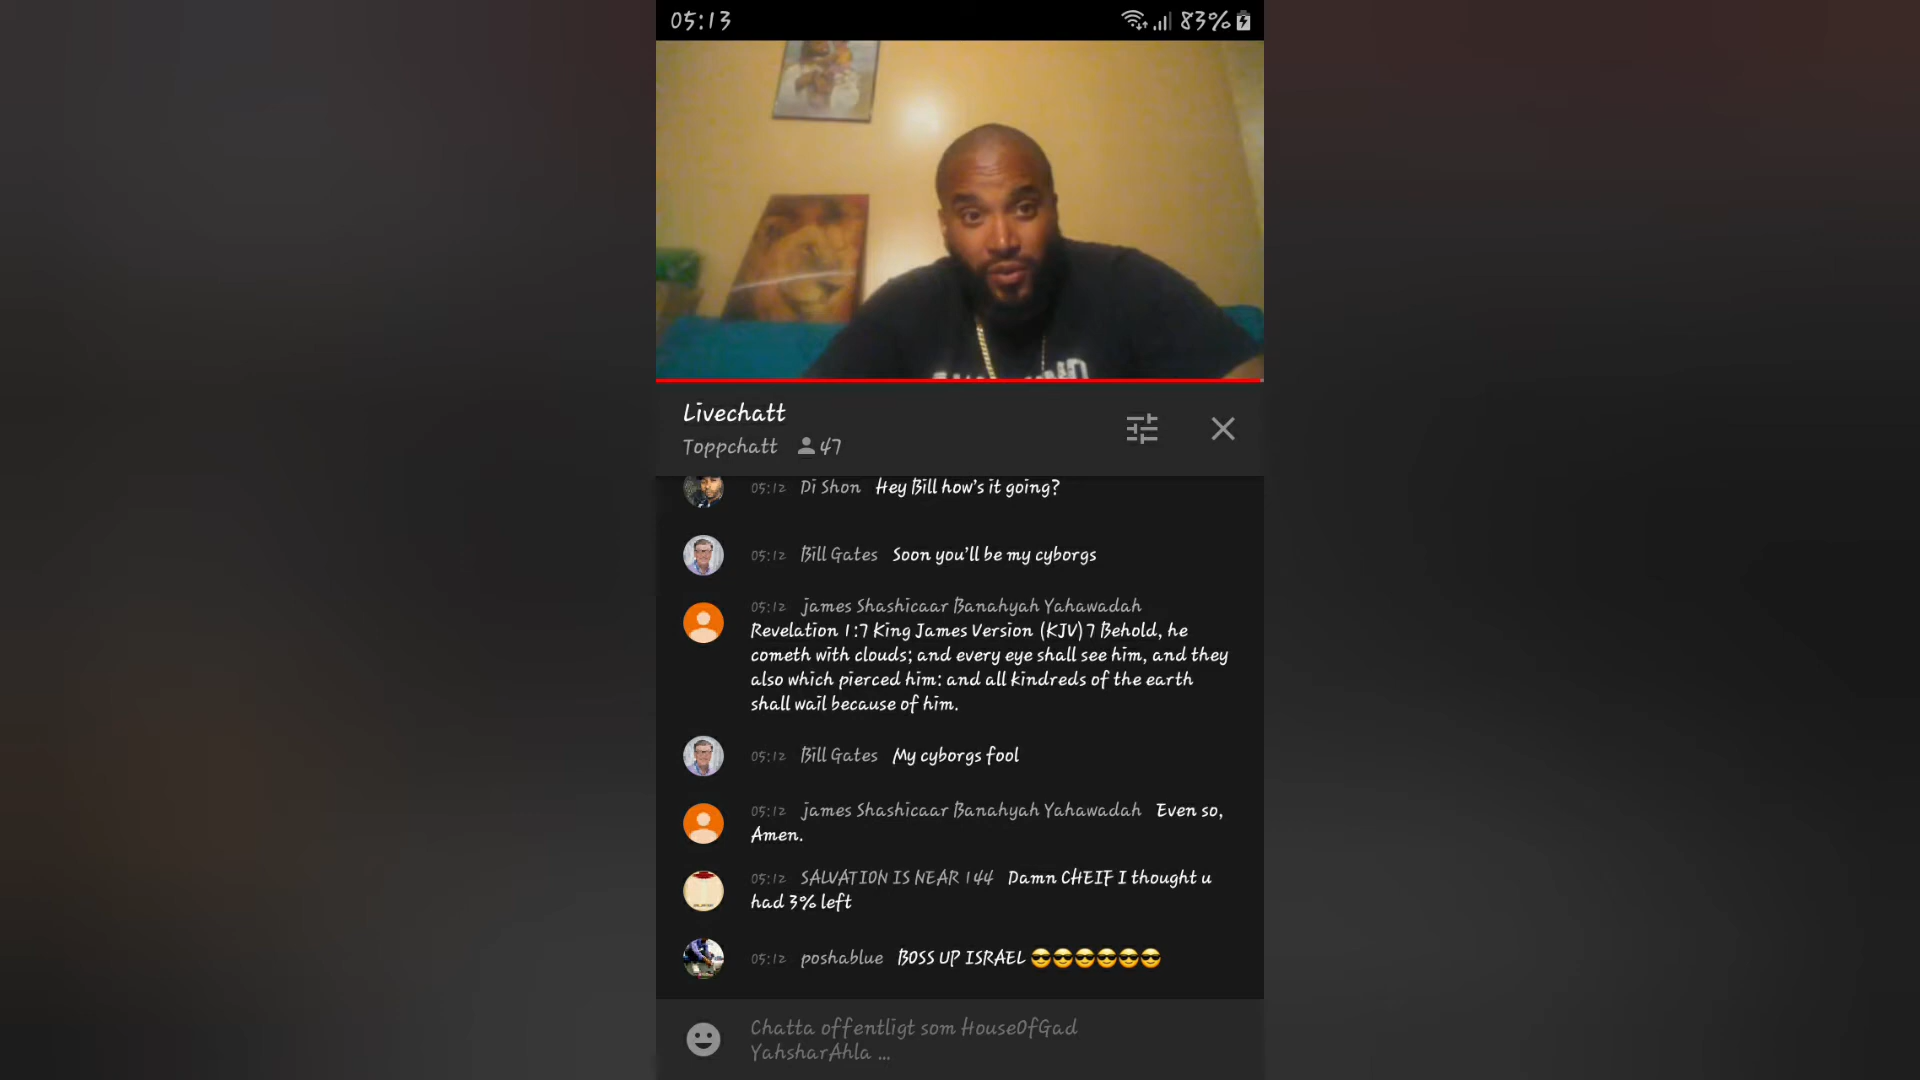 05:13 83%
Livechatt
Toppchatt 47
05:12 Di Shon Hey Bill how's it going?
05:12 Bill Gates Soon you'll be my cyborgs
05:12 james Shashicaar Banahyah Yahawadah
Revelation 1:7 King James Version (KJV) 7 Behold, he
cometh with clouds; and every eye shall see him, and they
also which pierced him: and all kindreds of the earth
shall wail because of him.
05:12 Bill Gates My cyborgs fool
05:12 james Shashicaar Banahyah Yahawadah Even so,
Amen.
05:12 SALVATION IS NEAR 144 Damn CHEIF I thought u
had 3% left
05:12 poshablue BOSS UP ISRAEL 😎😎😎😎😎😎
Chatta offentligt som HouseOfGad
YahsharAhla ...